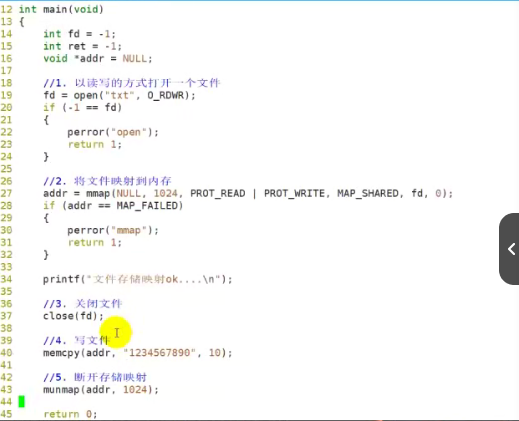 12 int main(void)
13 {
14     int fd = -1;
15     int ret = -1;
16     void *addr = NULL;
17
18     //1. 以读写的方式打开一个文件
19     fd = open("txt", O_RDWR);
20     if (-1 == fd)
21     {
22         perror("open");
23         return 1;
24     }
25
26     //2. 将文件映射到内存
27     addr = mmap(NULL, 1024, PROT_READ | PROT_WRITE, MAP_SHARED, fd, 0);
28     if (addr == MAP_FAILED)
29     {
30         perror("mmap");
31         return 1;
32     }
33
34     printf("文件存储映射ok....\n");
35
36     //3. 关闭文件
37     close(fd);
38
39     //4. 写文件
40     memcpy(addr, "1234567890", 10);
41
42     //5. 断开存储映射
43     munmap(addr, 1024);
44
45     return 0;